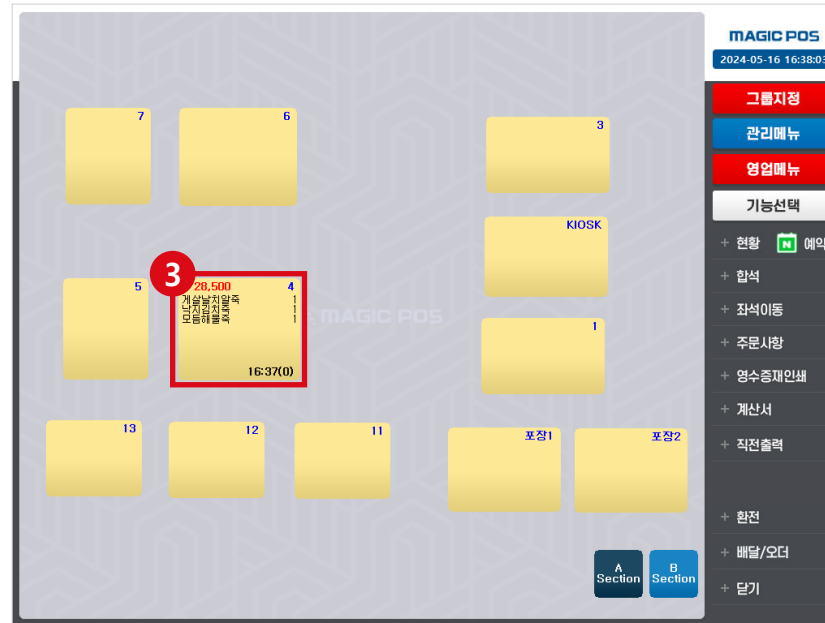 MAGIC POS
2024-05-16 16:38:03
그룹지정
관리메뉴
영업메뉴
기능선택
+ 현황 N 예약
+ 합석
+ 좌석이동
+ 주문사항
+ 영수증재인쇄
+ 계산서
+ 직전출력
+ 환전
+ 배달/오더
+ 닫기
7
6
3
KIOSK
5
3
28,500 4
게살날치알죽 1
낙지김치죽 1
모듬해물죽 1
16:37(0)
MAGIC POS
1
13
12
11
포장1
포장2
A
Section
B
Section